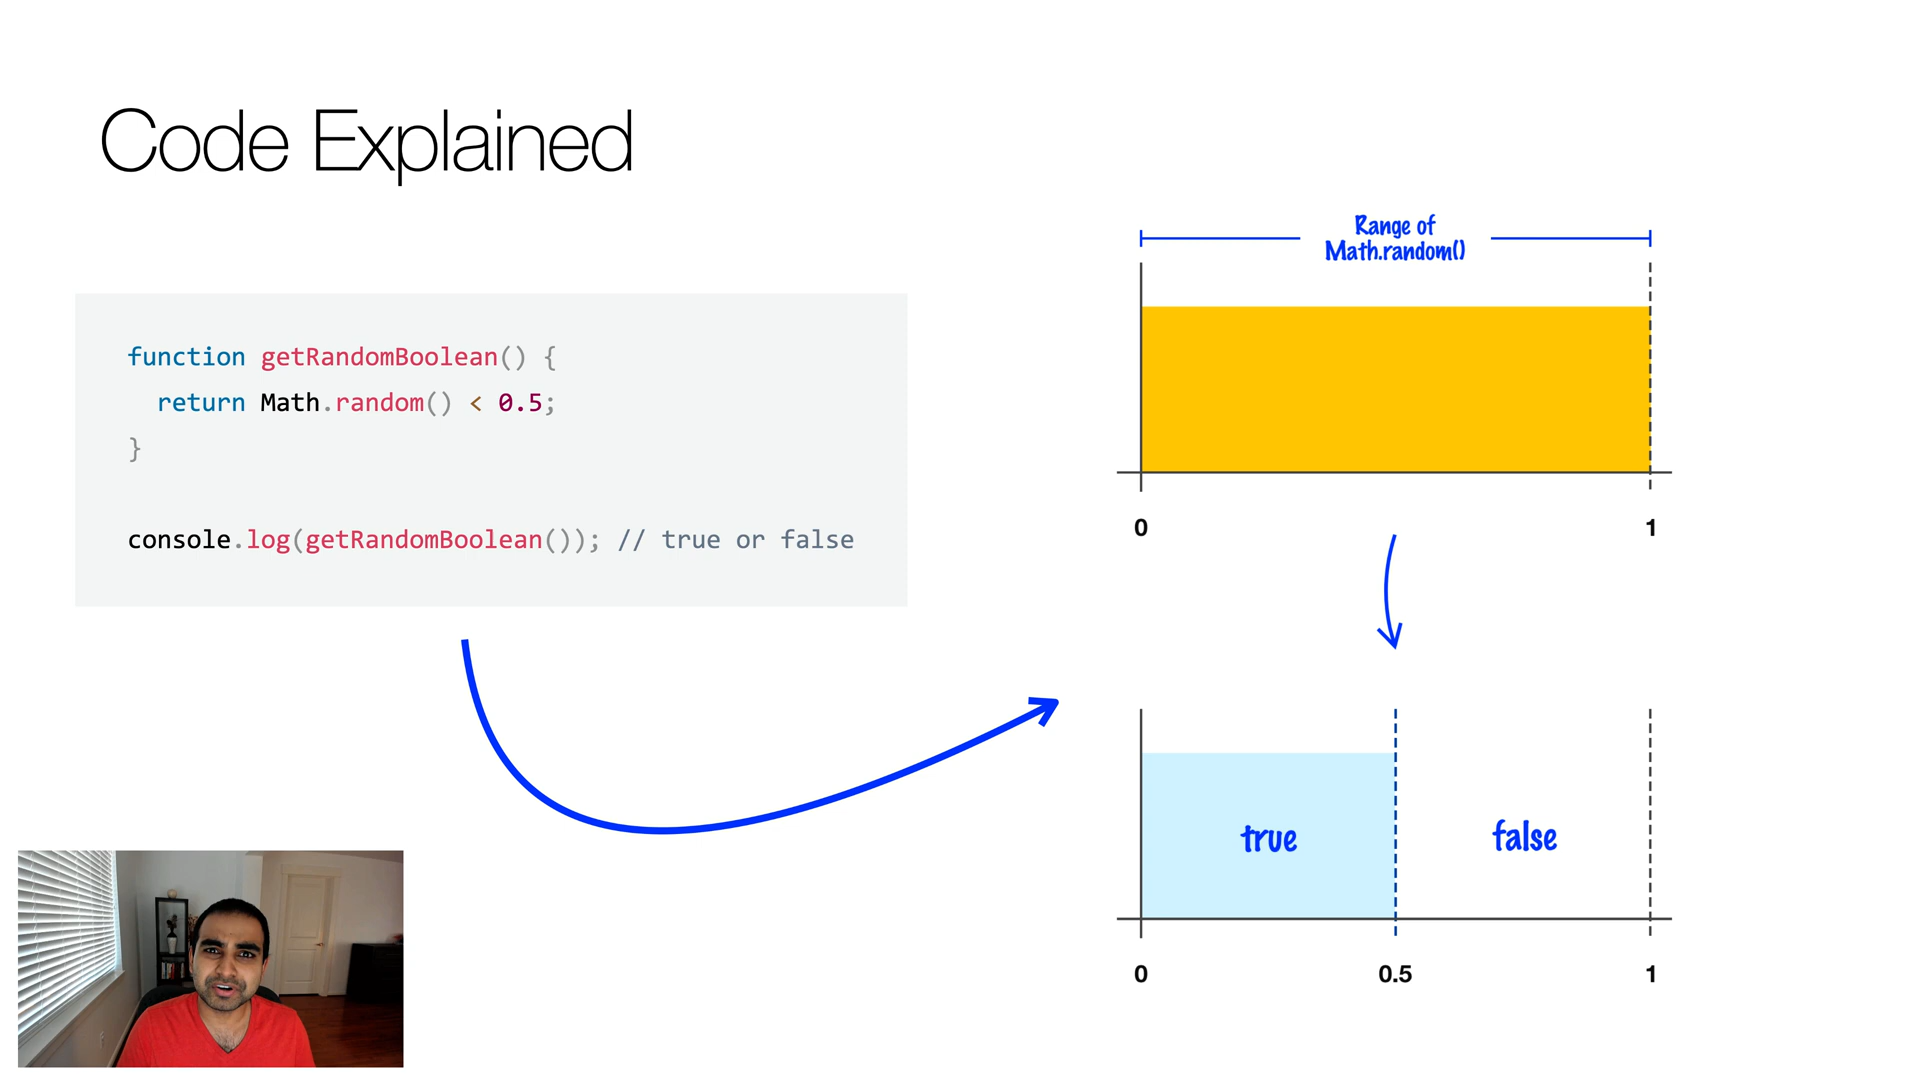 Code Explained
function getRandomBoolean() {
  return Math.random() < 0.5;
}
console.log(getRandomBoolean()); // true or false
Range of
Math.random()
0 1
true false
0 0.5 1